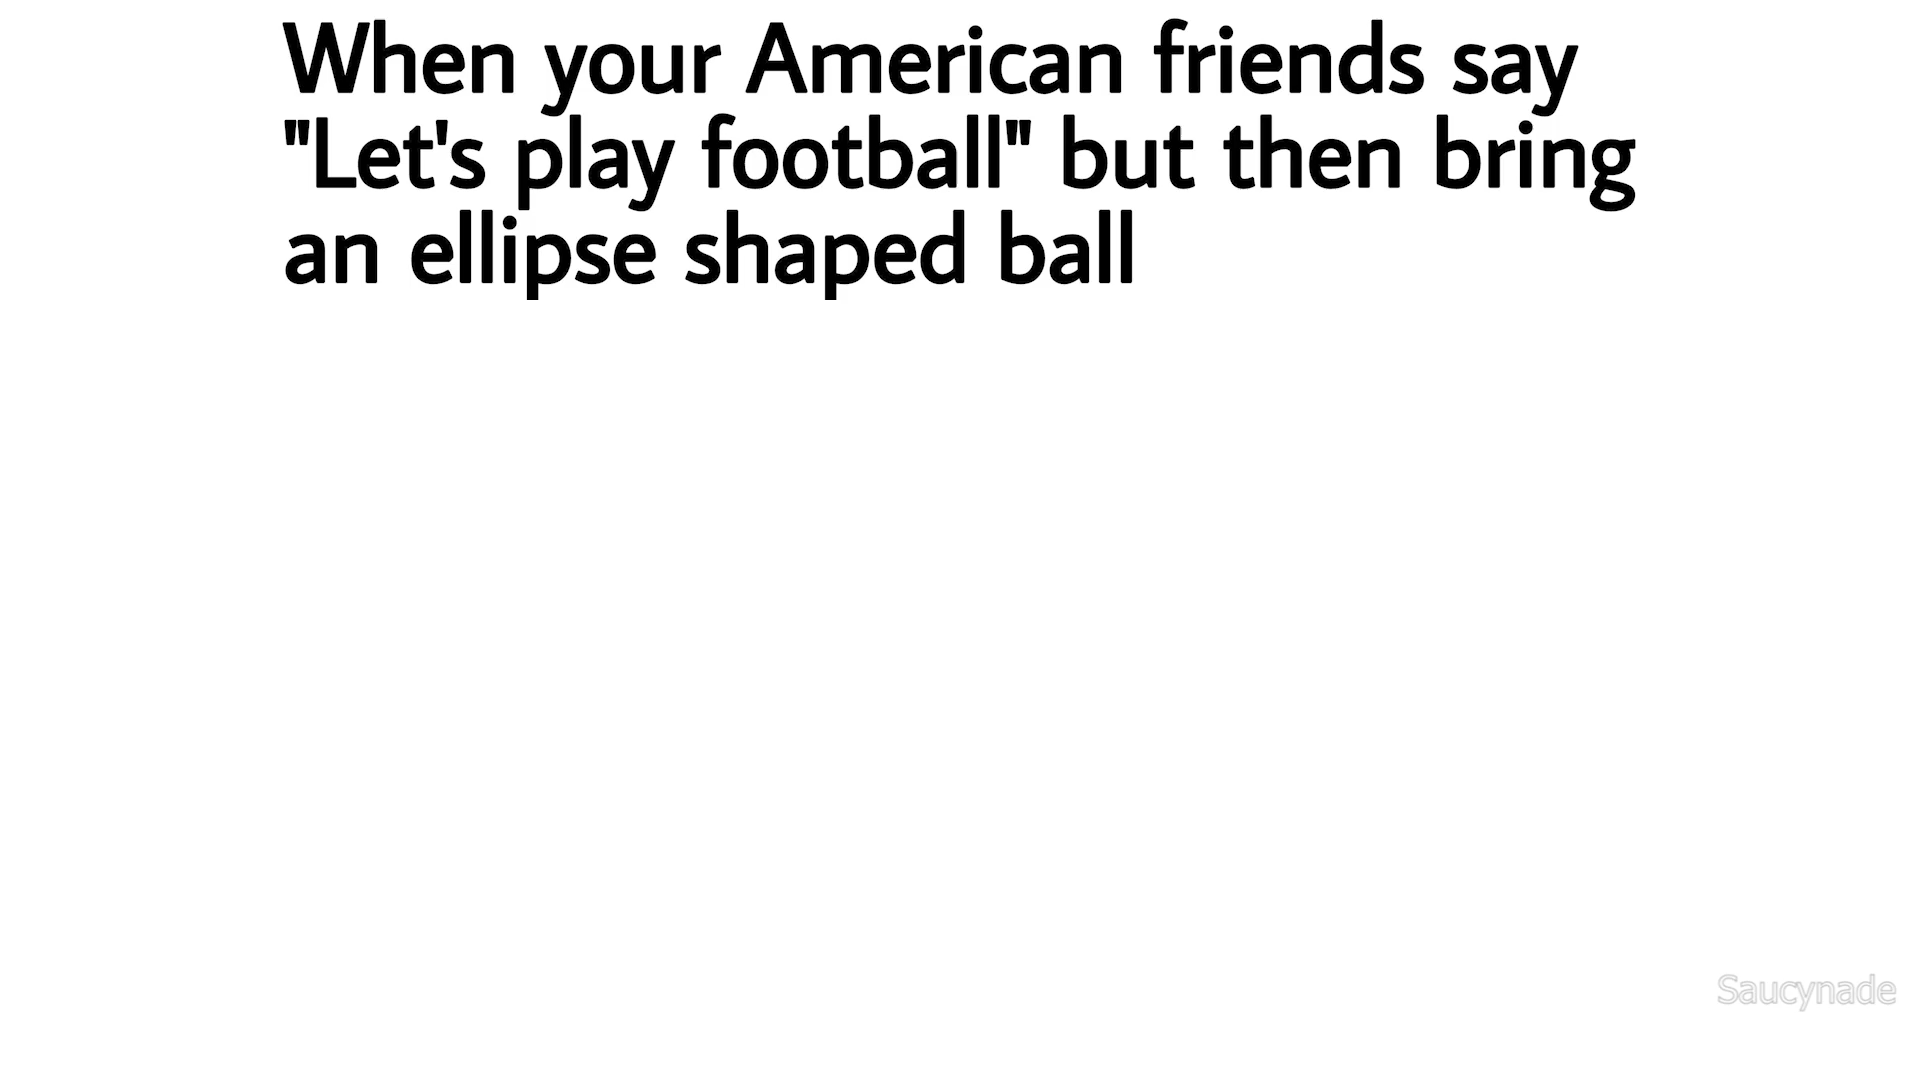 When your American friends say
"Let's play football" but then bring
an ellipse shaped ball
Saucynade